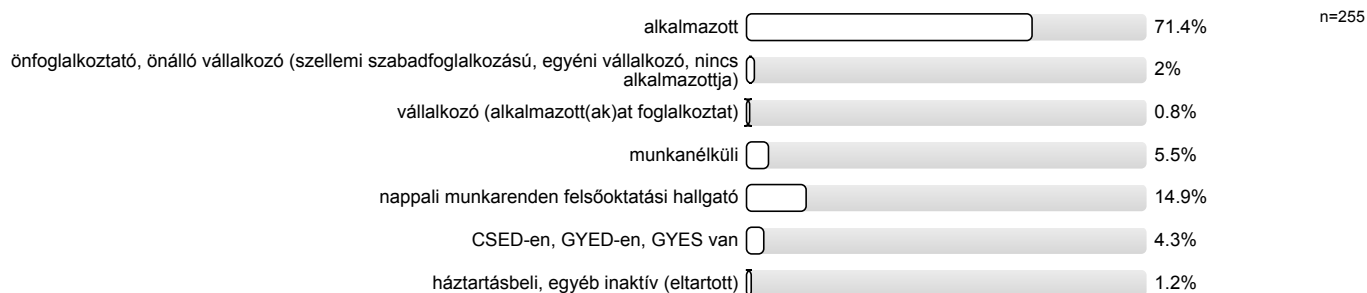 alkalmazott 71.4% n=255
önfoglalkoztató, önálló vállalkozó (szellemi szabadfoglalkozású, egyéni vállalkozó, nincs
alkalmazottja) 2%
vállalkozó (alkalmazott(ak)at foglalkoztat) 0.8%
munkanélküli 5.5%
nappali munkarenden felsőoktatási hallgató 14.9%
CSED-en, GYED-en, GYES van 4.3%
háztartásbeli, egyéb inaktív (eltartott) 1.2%